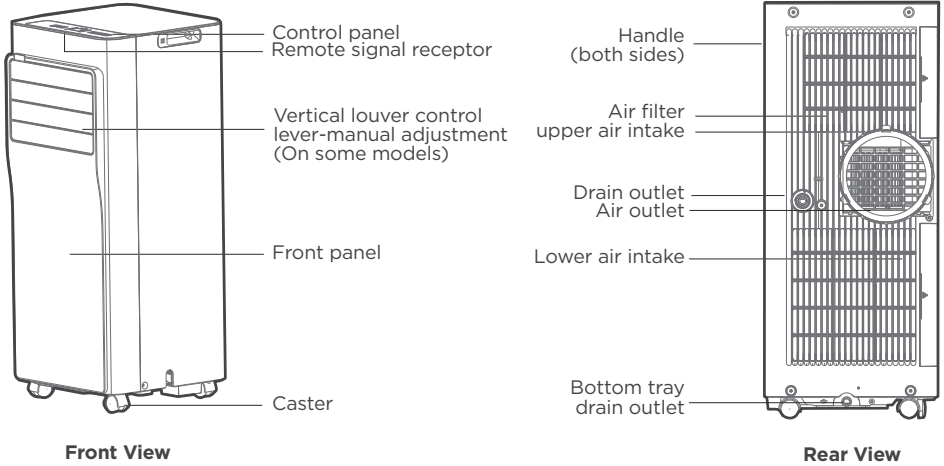 Control panel
Remote signal receptor
Vertical louver control
lever-manual adjustment
(On some models)
Front panel
Caster
Front View
Handle
(both sides)
Air filter
upper air intake
Drain outlet
Air outlet
Lower air intake
Bottom tray
drain outlet
Rear View